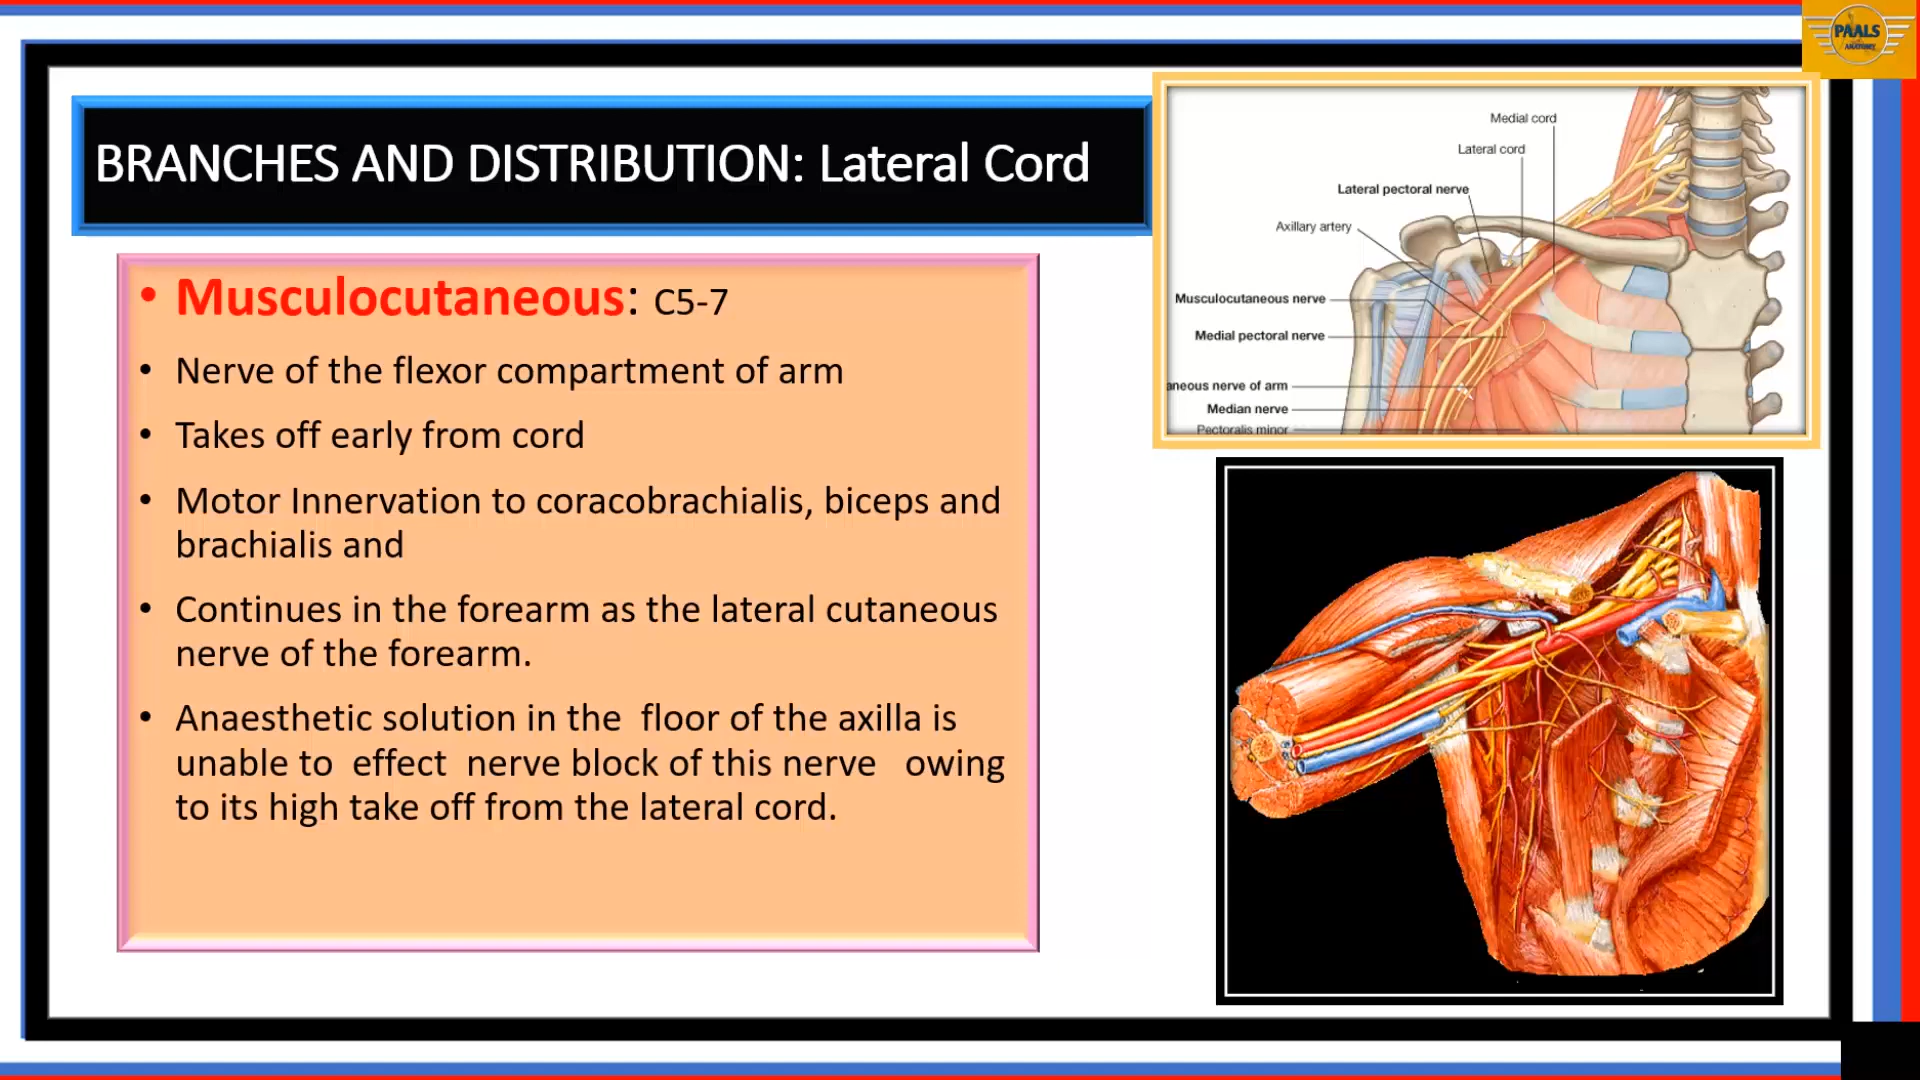 PAALS
ANATOMY
BRANCHES AND DISTRIBUTION: Lateral Cord
• Musculocutaneous: C5-7
• Nerve of the flexor compartment of arm
• Takes off early from cord
• Motor Innervation to coracobrachialis, biceps and
brachialis and
• Continues in the forearm as the lateral cutaneous
nerve of the forearm.
• Anaesthetic solution in the floor of the axilla is
unable to effect nerve block of this nerve owing
to its high take off from the lateral cord.
Medial cord
Lateral cord
Lateral pectoral nerve
Axillary artery
Musculocutaneous nerve
Medial pectoral nerve
aneous nerve of arm
Median nerve
Pectoralis minor